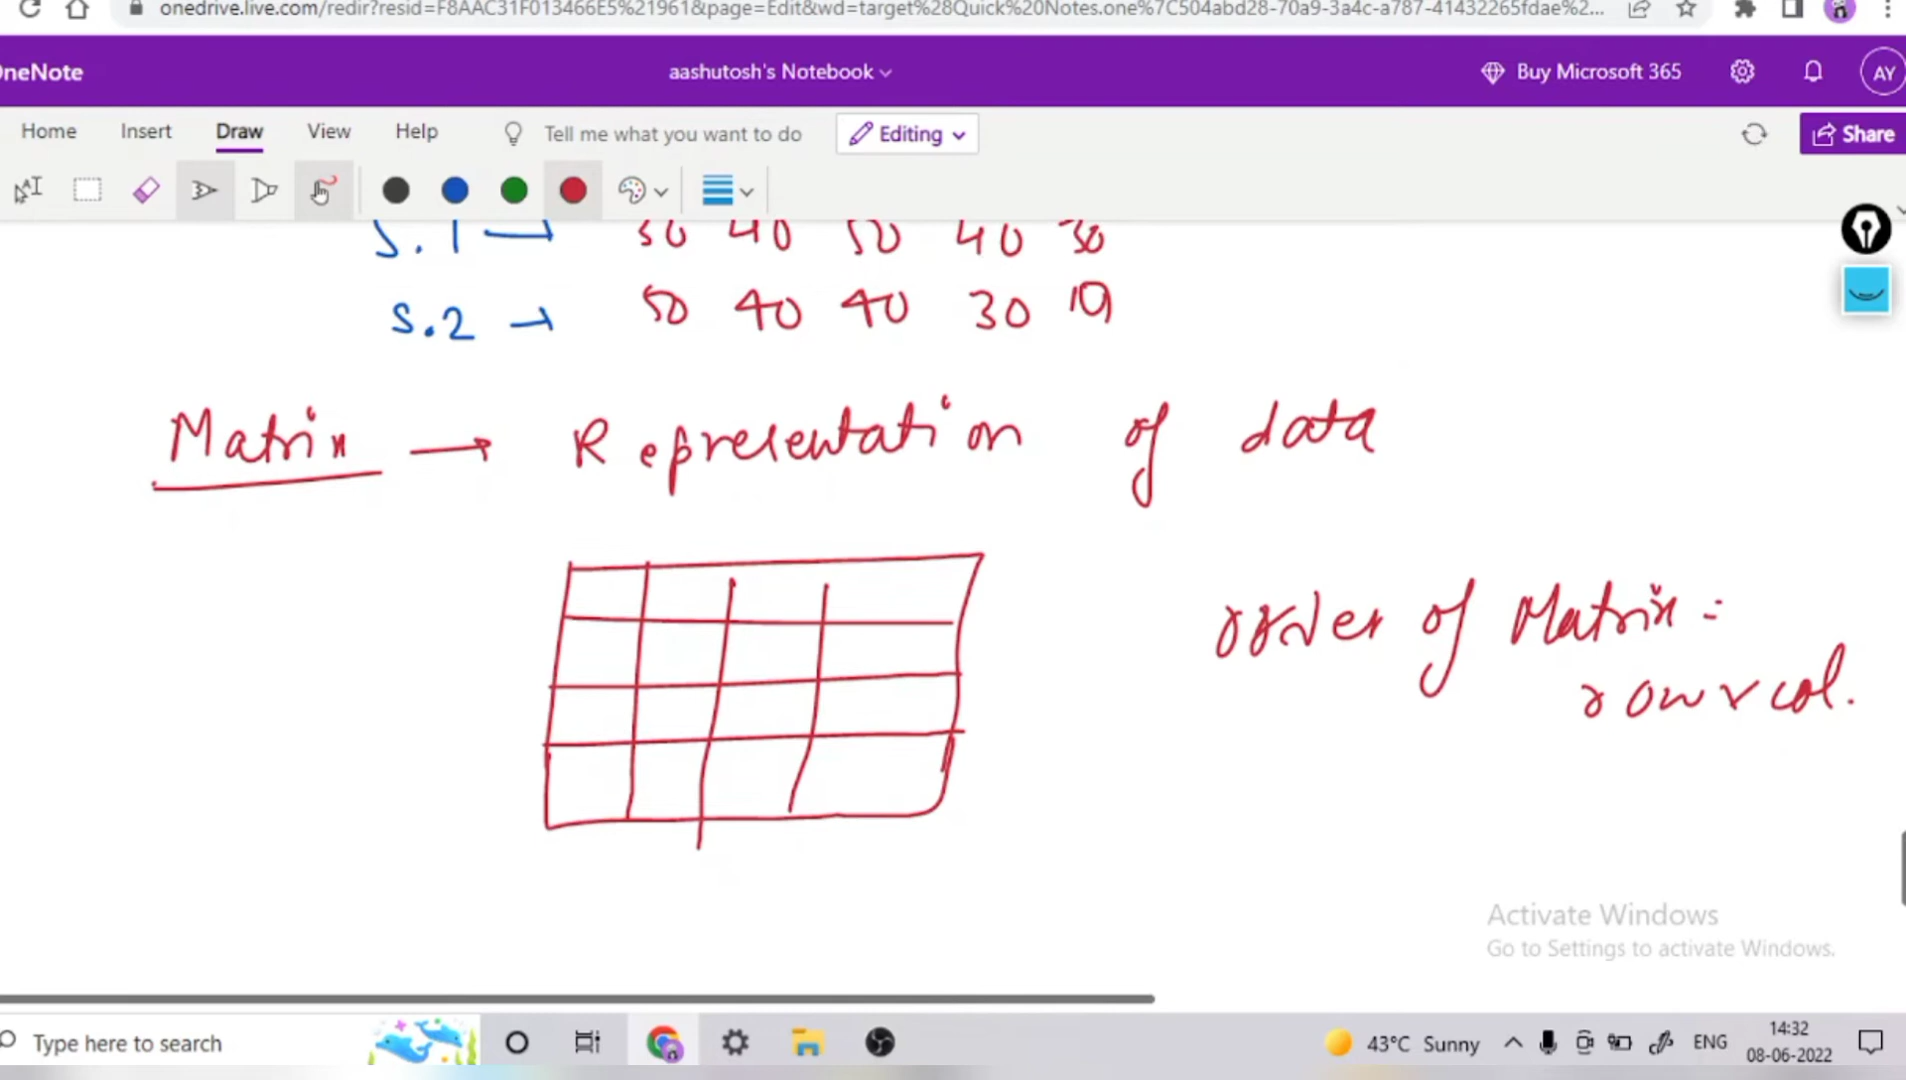 onedrive.live.com/redir?resid=F8AAC31F013466E5%21961&page=Edit&wd=target%28Quick%20Notes.one%7C504abd28-70a9-3a4c-a787-41432265fdae%2...
OneNote
aashutosh's Notebook
Buy Microsoft 365
AY
Home Insert Draw View Help Tell me what you want to do Editing Share
S.1 → 50 40 50 40 30
S.2 → 50 40 40 30 10
Matrix → Representation of data
order of Matrix =
row x col.
Activate Windows
Go to Settings to activate Windows.
Type here to search
43°C Sunny
ENG
14:32
08-06-2022